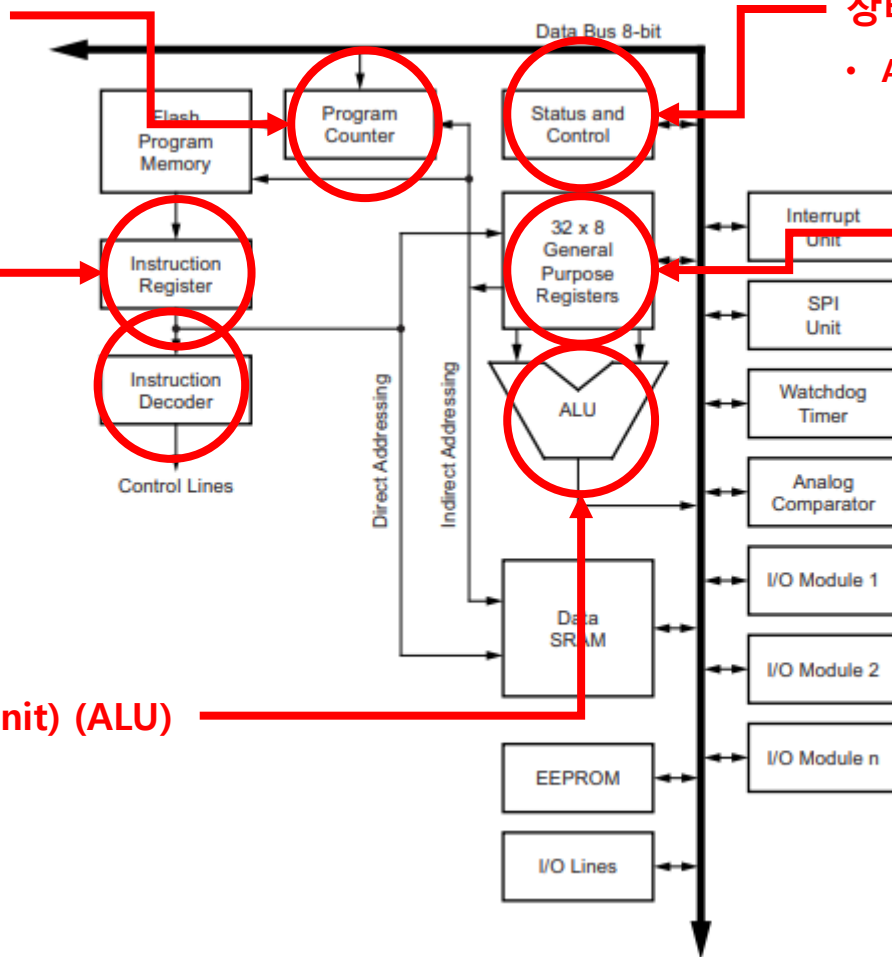 Data Bus 8-bit
Flash
Program
Memory
Program
Counter
Status and
Control
• A
Instruction
Register
32 x 8
General
Purpose
Registers
Interrupt
Unit
SPI
Unit
Instruction
Decoder
ALU
Watchdog
Timer
Control Lines
Direct Addressing
Indirect Addressing
Analog
Comparator
I/O Module 1
Data
SRAM
I/O Module 2
nit) (ALU)
I/O Module n
EEPROM
I/O Lines